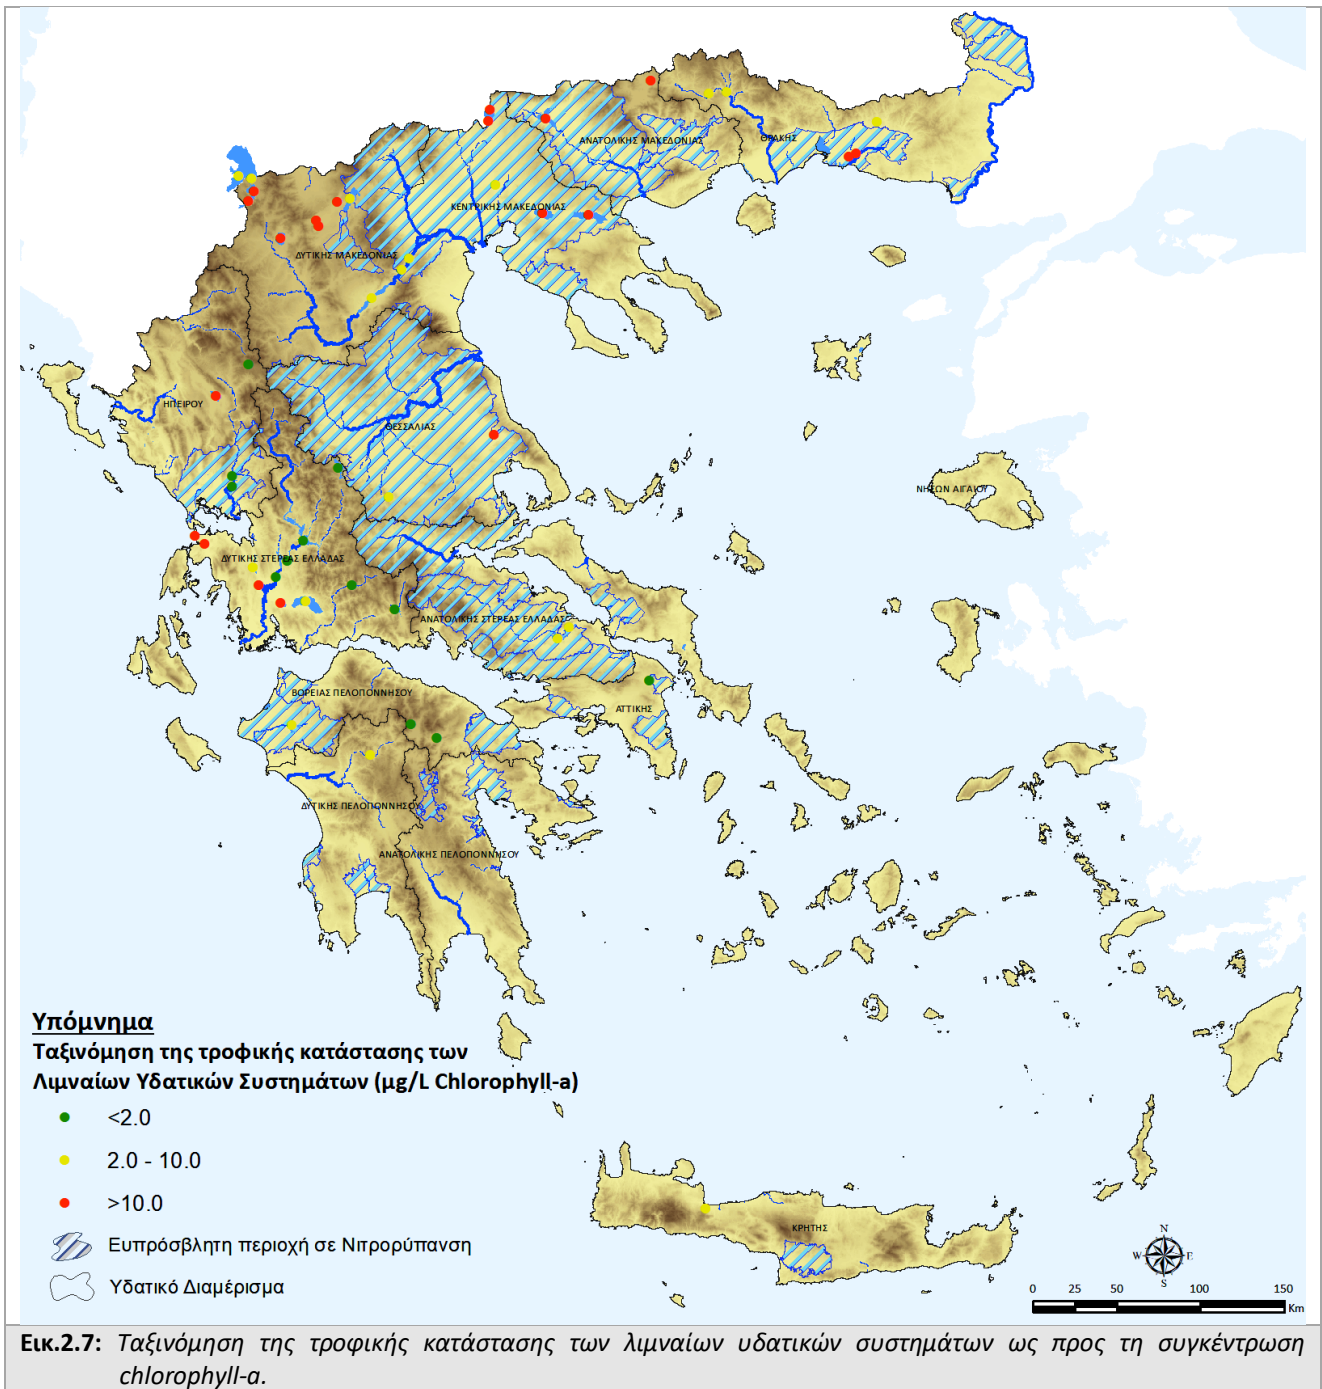 ΑΝΑΤΟΛΙΚΗΣ ΜΑΚΕΔΟΝΙΑΣ
ΘΡΑΚΗΣ
ΚΕΝΤΡΙΚΗΣ ΜΑΚΕΔΟΝΙΑΣ
ΔΥΤΙΚΗΣ ΜΑΚΕΔΟΝΙΑΣ
ΗΠΕΙΡΟΥ
ΘΕΣΣΑΛΙΑΣ
ΝΗΣΩΝ ΑΙΓΑΙΟΥ
ΔΥΤΙΚΗΣ ΣΤΕΡΕΑΣ ΕΛΛΑΔΑΣ
ΑΝΑΤΟΛΙΚΗΣ ΣΤΕΡΕΑΣ ΕΛΛΑΔΑΣ
ΒΟΡΕΙΑΣ ΠΕΛΟΠΟΝΝΗΣΟΥ
ΑΤΤΙΚΗΣ
ΔΥΤΙΚΗΣ ΠΕΛΟΠΟΝΝΗΣΟΥ
ΑΝΑΤΟΛΙΚΗΣ ΠΕΛΟΠΟΝΝΗΣΟΥ
Υπόμνημα
Ταξινόμηση της τροφικής κατάστασης των
Λιμναίων Υδατικών Συστημάτων (μg/L Chlorophyll-a)
<2.0
2.0 - 10.0
>10.0
Ευπρόσβλητη περιοχή σε Νιτρορύπανση
Υδατικό Διαμέρισμα
ΚΡΗΤΗΣ
N
W E
S
0 25 50 100 150
Km
Εικ.2.7: Ταξινόμηση της τροφικής κατάστασης των λιμναίων υδατικών συστημάτων ως προς τη συγκέντρωση
chlorophyll-a.